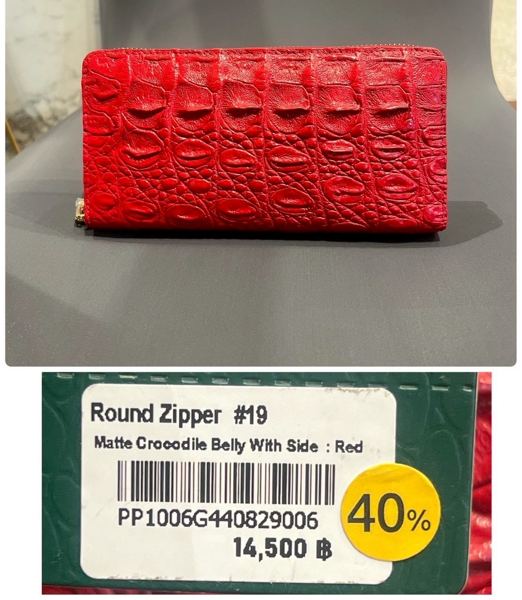 Round Zipper #19
Matte Crocodile Belly With Side : Red
PP1006G440829006
40%
14,500 ฿